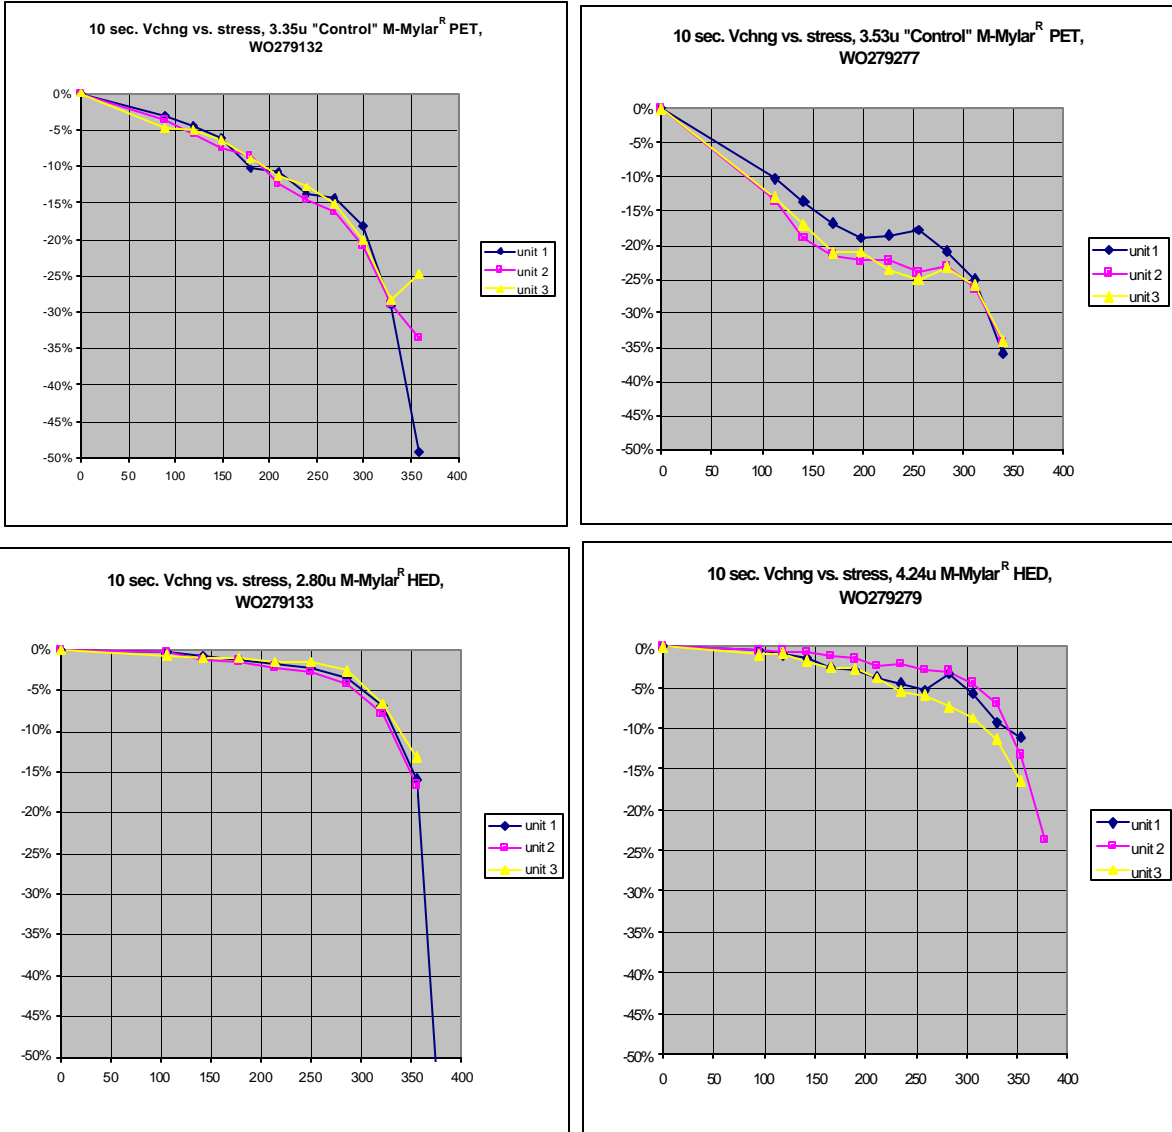 10 sec. Vchng vs. stress, 3.35u "Control" M-Mylar^R PET,
WO279132
0%
-5%
-10%
-15%
-20%
-25%
-30%
-35%
-40%
-45%
-50%
0 50 100 150 200 250 300 350 400
unit 1
unit 2
unit 3
10 sec. Vchng vs. stress, 3.53u "Control" M-Mylar^R PET,
WO279277
0%
-5%
-10%
-15%
-20%
-25%
-30%
-35%
-40%
-45%
-50%
0 50 100 150 200 250 300 350 400
unit 1
unit 2
unit 3
10 sec. Vchng vs. stress, 2.80u M-Mylar^R HED,
WO279133
0%
-5%
-10%
-15%
-20%
-25%
-30%
-35%
-40%
-45%
-50%
0 50 100 150 200 250 300 350 400
unit 1
unit 2
unit 3
10 sec. Vchng vs. stress, 4.24u M-Mylar^R HED,
WO279279
0%
-5%
-10%
-15%
-20%
-25%
-30%
-35%
-40%
-45%
-50%
0 50 100 150 200 250 300 350 400
unit 1
unit 2
unit 3